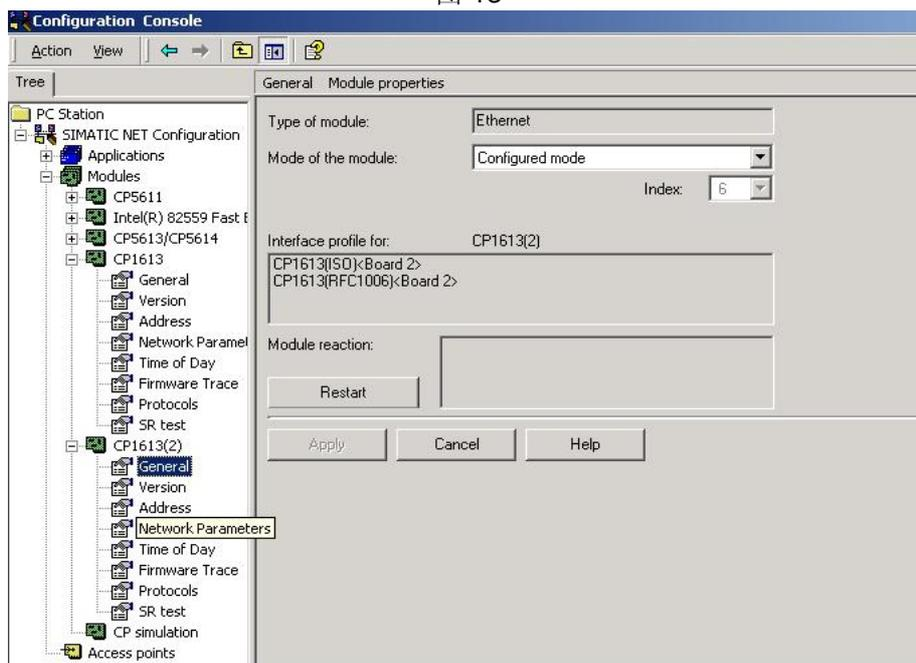 Configuration Console
Action View
Tree
General Module properties
PC Station
SIMATIC NET Configuration
Applications
Modules
CP5611
Intel(R) 82559 Fast E
CP5613/CP5614
CP1613
General
Version
Address
Network Paramet
Time of Day
Firmware Trace
Protocols
SR test
CP1613(2)
General
Version
Address
Network Parameters
Time of Day
Firmware Trace
Protocols
SR test
CP simulation
Access points
Type of module: Ethernet
Mode of the module: Configured mode
Index: 6
Interface profile for: CP1613(2)
CP1613(ISO)<Board 2>
CP1613(RFC1006)<Board 2>
Module reaction:
Restart
Apply Cancel Help